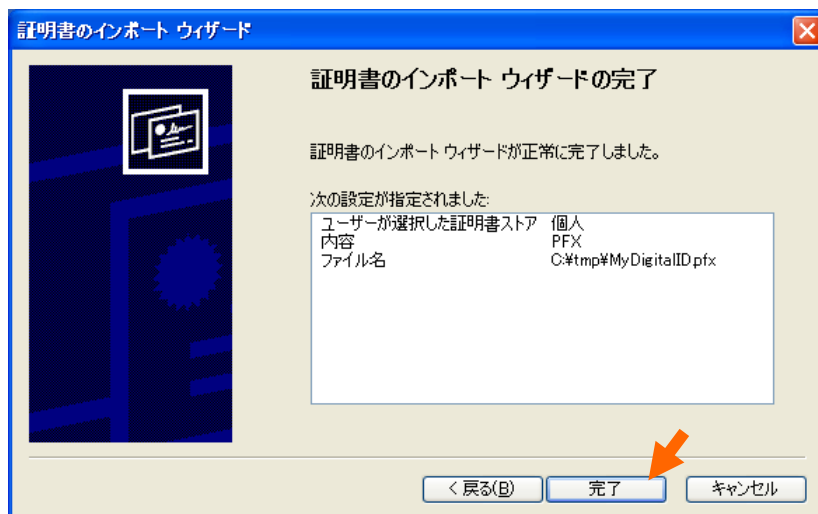 証明書のインポート ウィザード
証明書のインポート ウィザードの完了
証明書のインポート ウィザードが正常に完了しました。
次の設定が指定されました:
ユーザーが選択した証明書ストア 個人
内容 PFX
ファイル名 C:¥tmp¥MyDigitalID.pfx
< 戻る(B) 完了 キャンセル